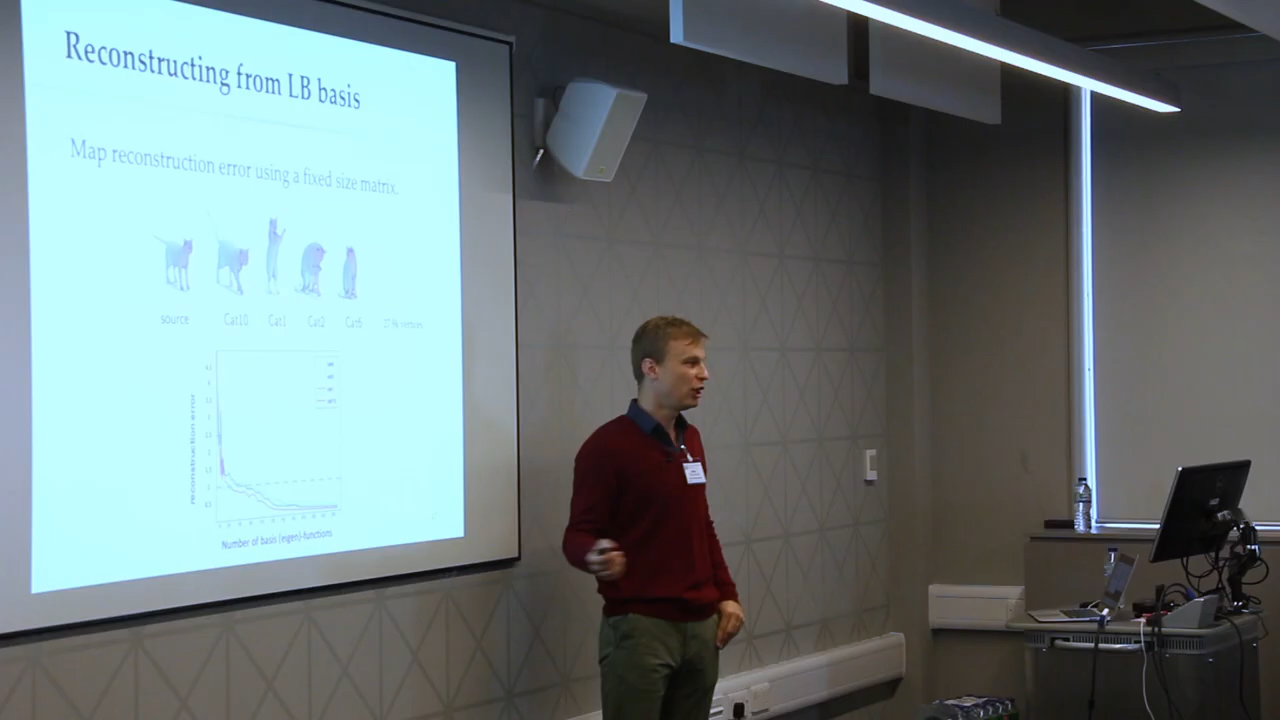 Reconstructing from LB basis
Map reconstruction error using a fixed size matrix.
source Cat10 Cat1 Cat2 Cat6 vertices
reconstruction error
Number of basis (eigen)-functions